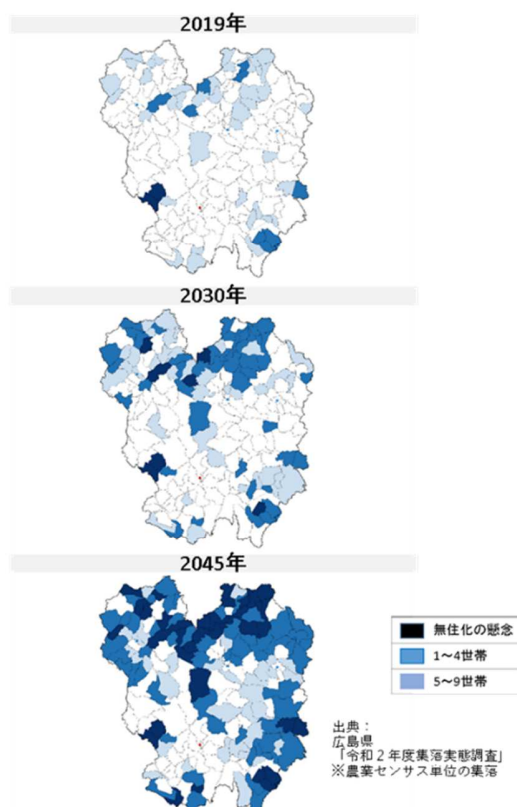 2019年
2030年
2045年
無住化の懸念
1～4世帯
5～9世帯
出典：
広島県
「令和２年度集落実態調査」
※農業センサス単位の集落